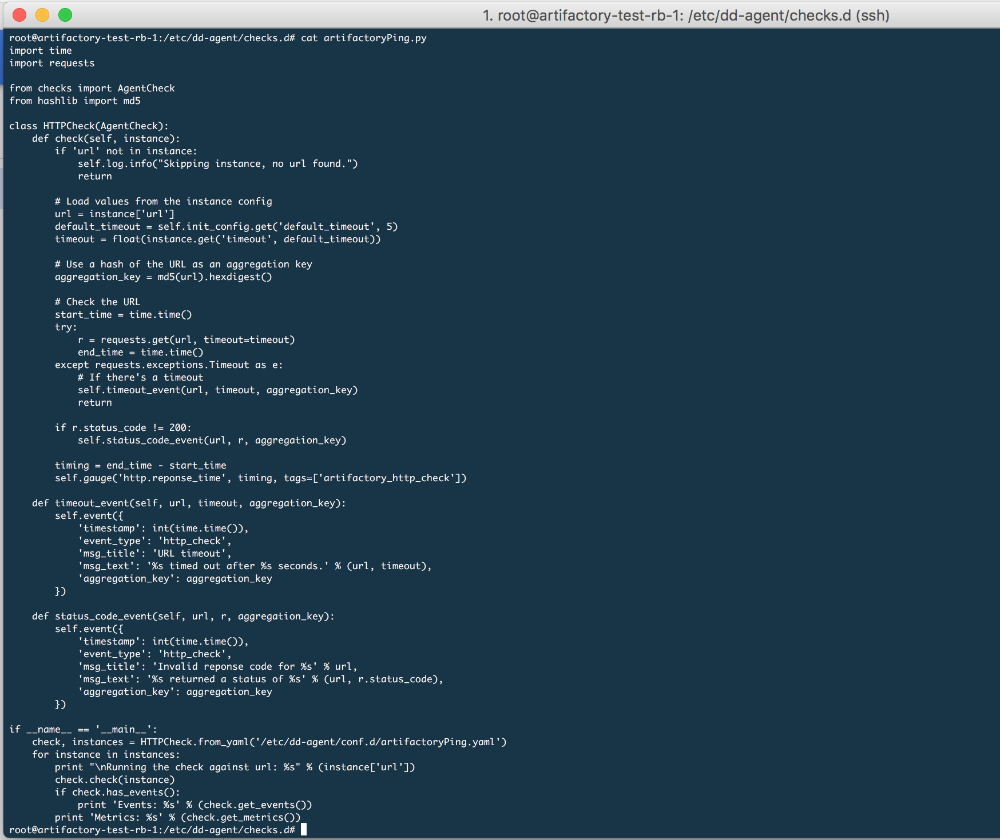 1. root@artifactory-test-rb-1: /etc/dd-agent/checks.d (ssh)
root@artifactory-test-rb-1:/etc/dd-agent/checks.d# cat artifactoryPing.py
import time
import requests

from checks import AgentCheck
from hashlib import md5

class HTTPCheck(AgentCheck):
    def check(self, instance):
        if 'url' not in instance:
            self.log.info("Skipping instance, no url found.")
            return

        # Load values from the instance config
        url = instance['url']
        default_timeout = self.init_config.get('default_timeout', 5)
        timeout = float(instance.get('timeout', default_timeout))

        # Use a hash of the URL as an aggregation key
        aggregation_key = md5(url).hexdigest()

        # Check the URL
        start_time = time.time()
        try:
            r = requests.get(url, timeout=timeout)
            end_time = time.time()
        except requests.exceptions.Timeout as e:
            # If there's a timeout
            self.timeout_event(url, timeout, aggregation_key)
            return

        if r.status_code != 200:
            self.status_code_event(url, r, aggregation_key)

        timing = end_time - start_time
        self.gauge('http.reponse_time', timing, tags=['artifactory_http_check'])

    def timeout_event(self, url, timeout, aggregation_key):
        self.event({
            'timestamp': int(time.time()),
            'event_type': 'http_check',
            'msg_title': 'URL timeout',
            'msg_text': '%s timed out after %s seconds.' % (url, timeout),
            'aggregation_key': aggregation_key
        })

    def status_code_event(self, url, r, aggregation_key):
        self.event({
            'timestamp': int(time.time()),
            'event_type': 'http_check',
            'msg_title': 'Invalid reponse code for %s' % url,
            'msg_text': '%s returned a status of %s' % (url, r.status_code),
            'aggregation_key': aggregation_key
        })

if __name__ == '__main__':
    check, instances = HTTPCheck.from_yaml('/etc/dd-agent/conf.d/artifactoryPing.yaml')
    for instance in instances:
        print "\nRunning the check against url: %s" % (instance['url'])
        check.check(instance)
        if check.has_events():
            print 'Events: %s' % (check.get_events())
        print 'Metrics: %s' % (check.get_metrics())
root@artifactory-test-rb-1:/etc/dd-agent/checks.d#